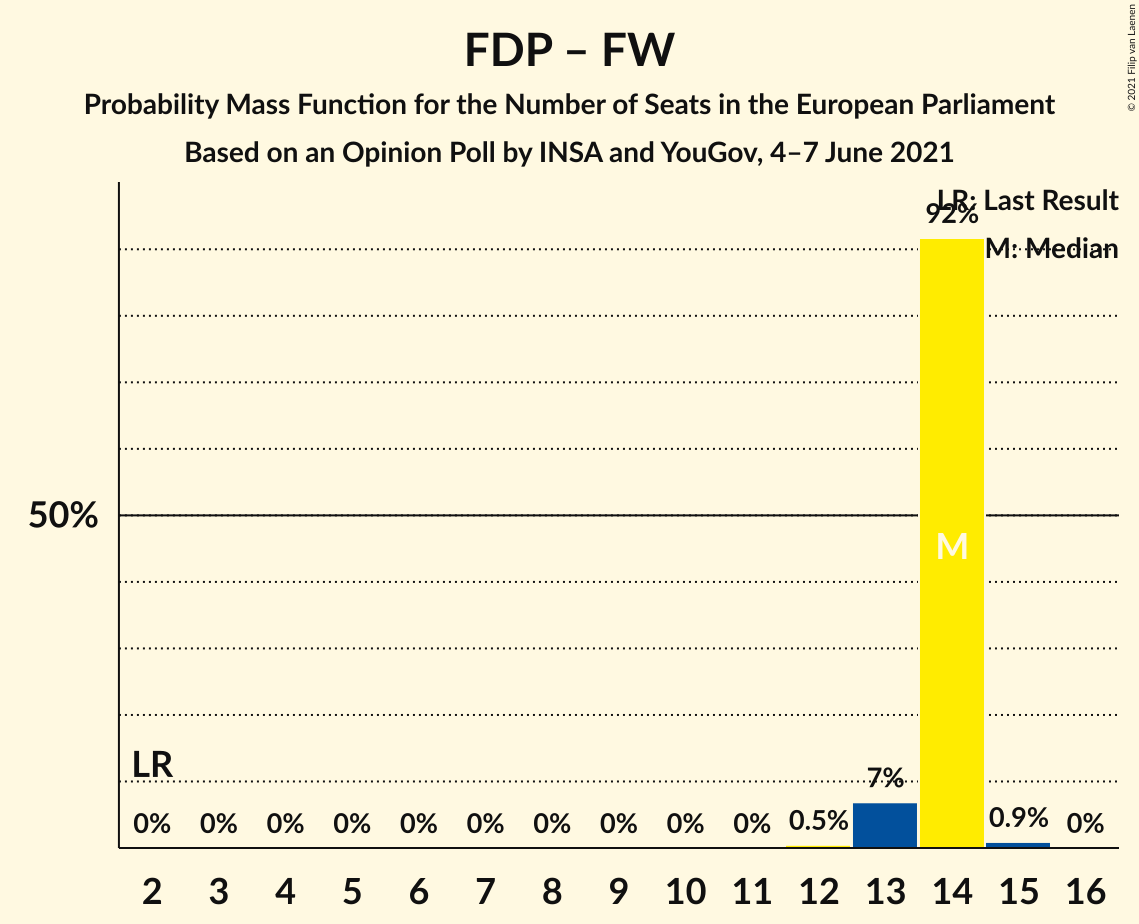 FDP – FW
Probability Mass Function for the Number of Seats in the European Parliament
Based on an Opinion Poll by INSA and YouGov, 4–7 June 2021
© 2021 Filip van Laenen
LR: Last Result
92%
M: Median
50%
M
LR
7%
0% 0% 0% 0% 0% 0% 0% 0% 0% 0% 0.5% 0.9% 0%
2 3 4 5 6 7 8 9 10 11 12 13 14 15 16